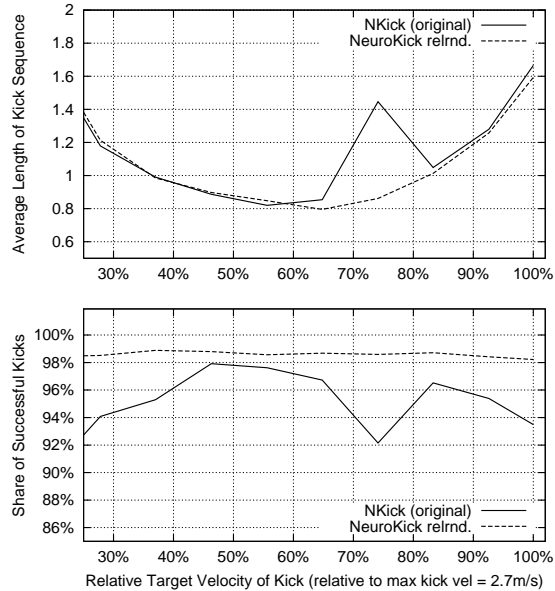 Average Length of Kick Sequence
2
1.8
1.6
1.4
1.2
1
0.8
0.6
NKick (original)
NeuroKick relrnd.
30% 40% 50% 60% 70% 80% 90% 100%
Share of Successful Kicks
100%
98%
96%
94%
92%
90%
88%
86%
NKick (original)
NeuroKick relrnd.
30% 40% 50% 60% 70% 80% 90% 100%
Relative Target Velocity of Kick (relative to max kick vel = 2.7m/s)